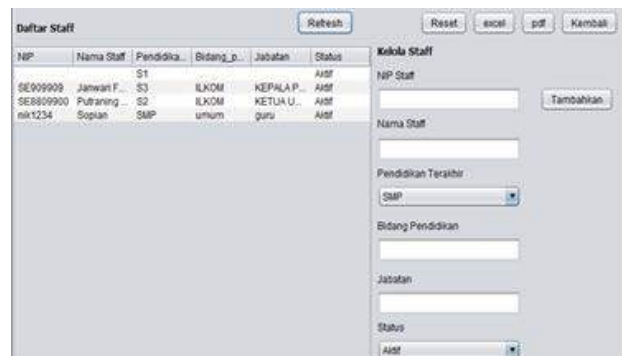 Daftar Staff
Refresh
Reset excel pdf Kembali
NIP Nama Staff Pendidika... Bidang_p... Jabatan Status
S1 Aktif
SE909909 Janwari F... S3 ILKOM KEPALA P... Aktif
SE8809900 Putraning ... S2 ILKOM KETUA U... Aktif
nik1234 Sopian SMP umum guru Aktif
Kelola Staff
NIP Staff
Tambahkan
Nama Staff
Pendidikan Terakhir
SMP
Bidang Pendidikan
Jabatan
Status
Aktif